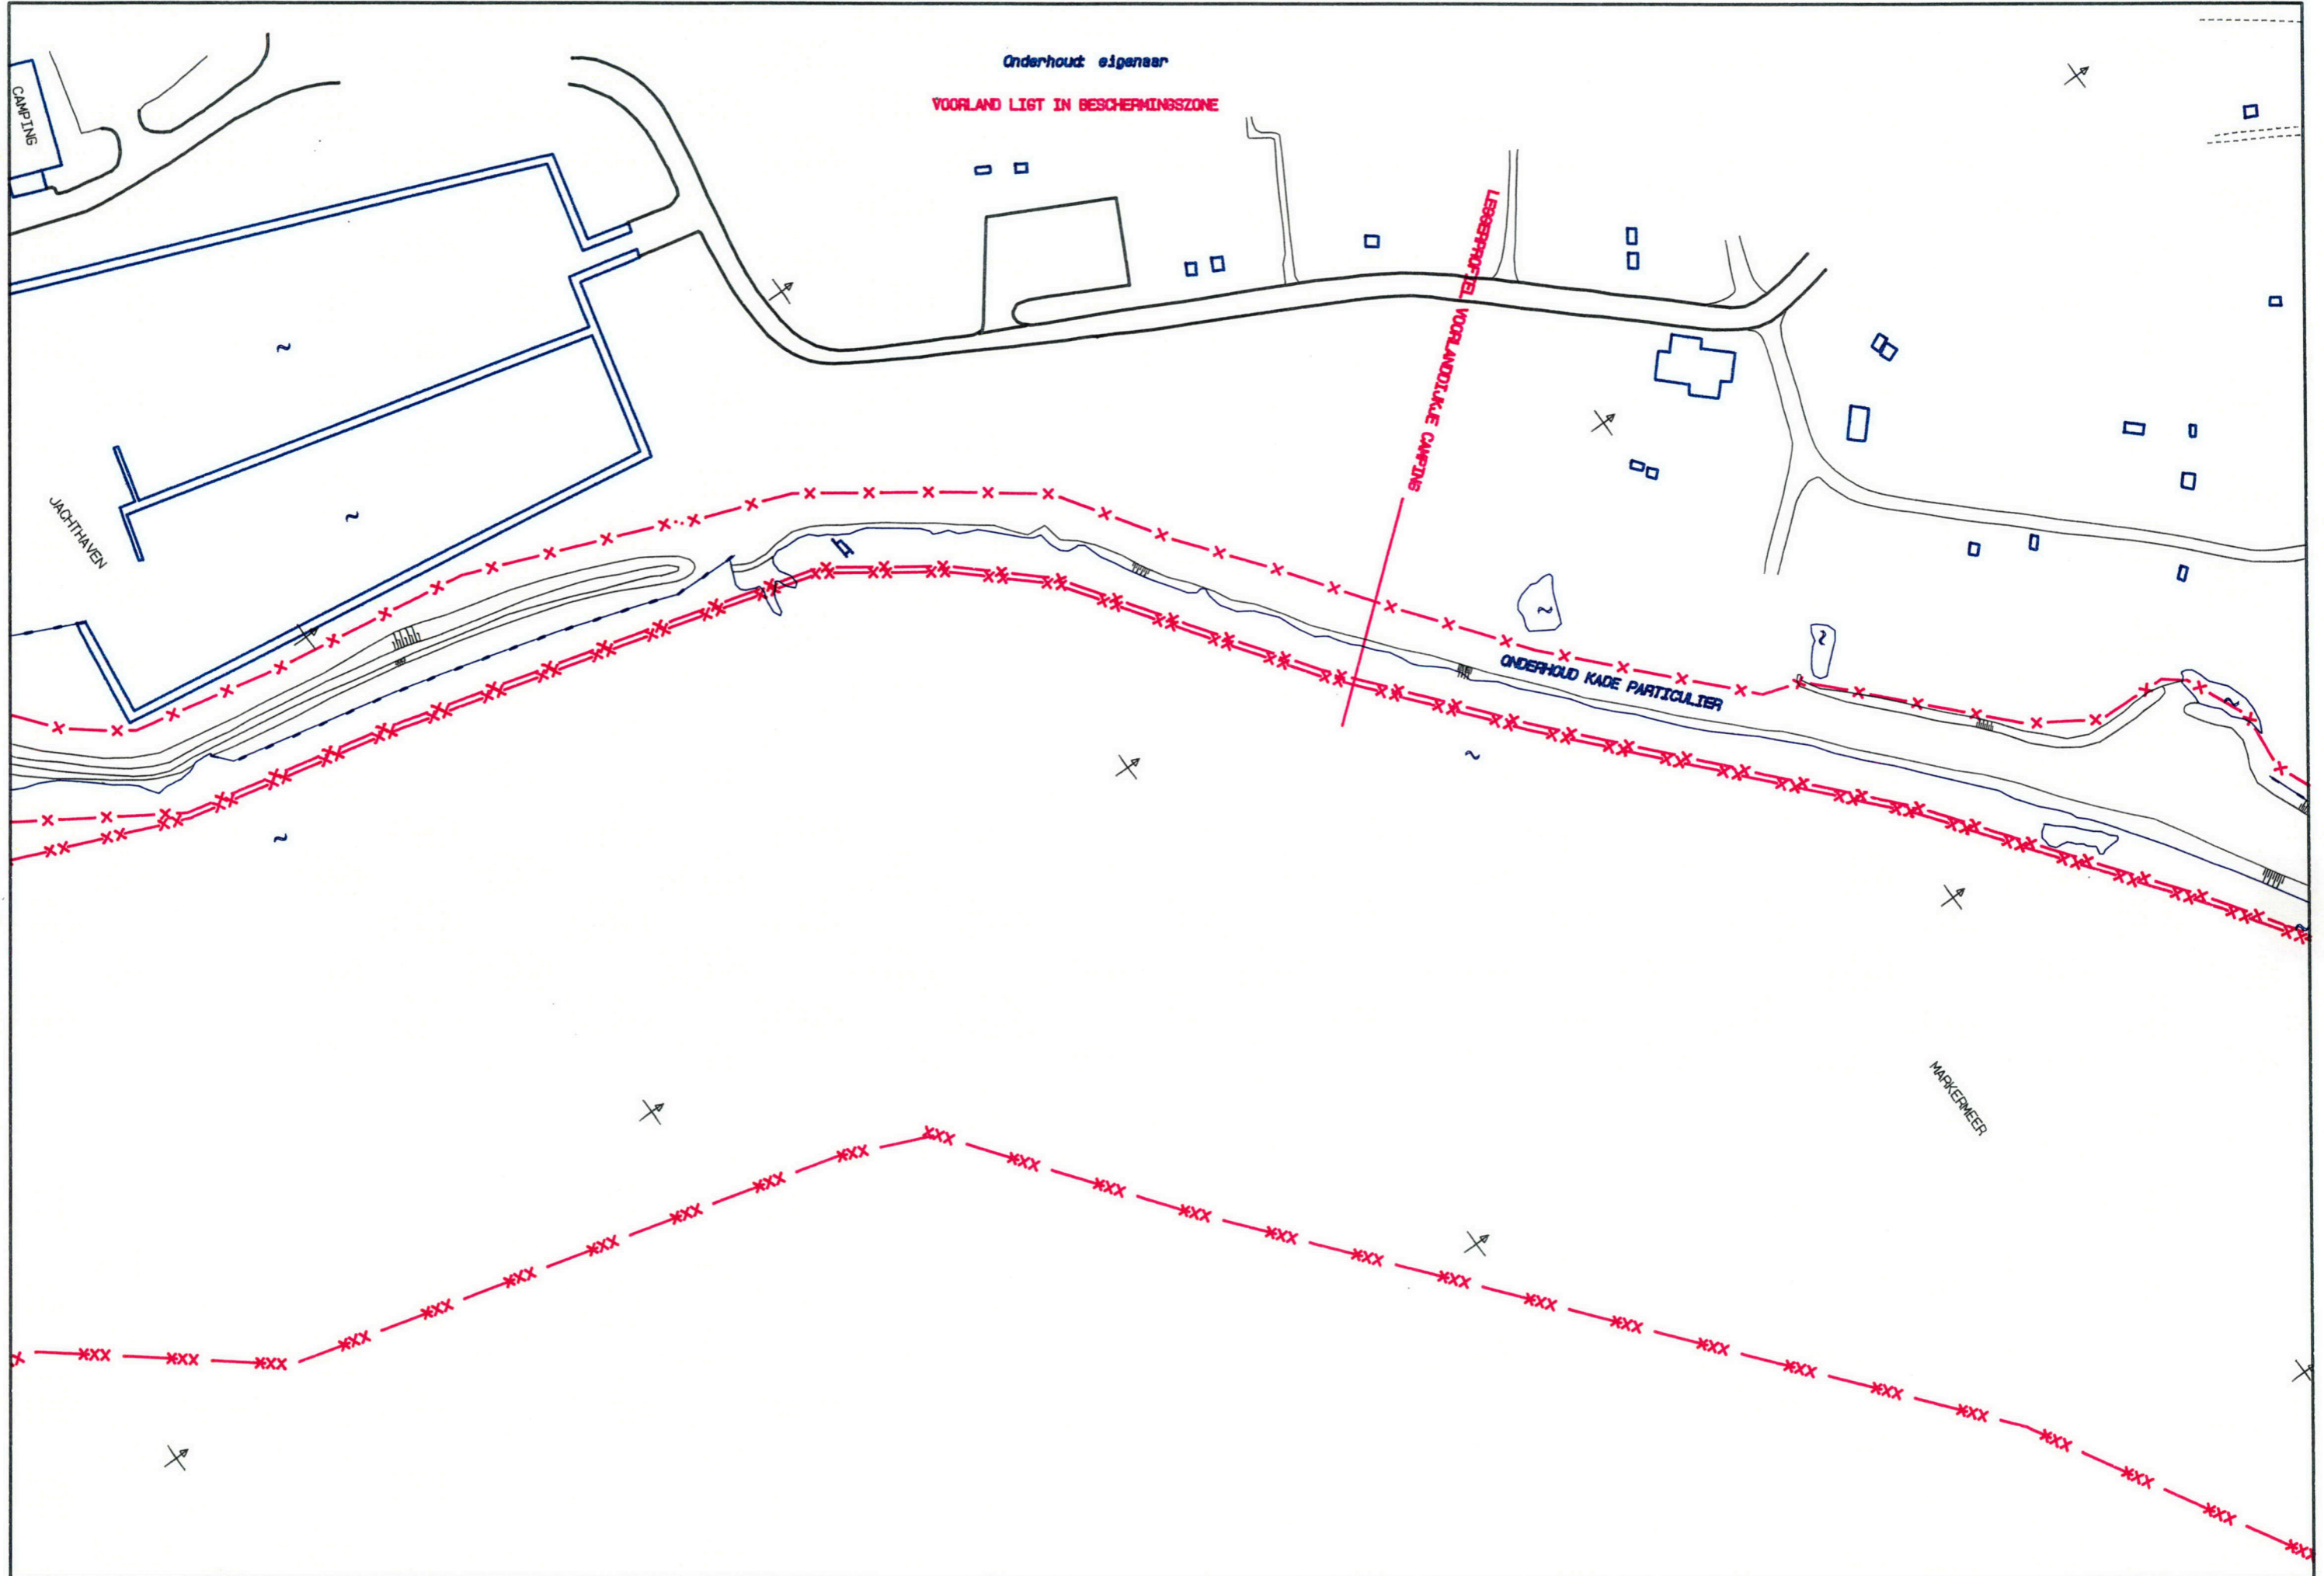 Onderhoud eigenaar
VOORLAND LIGT IN BESCHERMINGSZONE
CAMPING
LEGGERPROFIEL VOORLANDDIJKJE CAMPING
JACHTHAVEN
ONDERHOUD KADE PARTICULIER
MARKERMEER